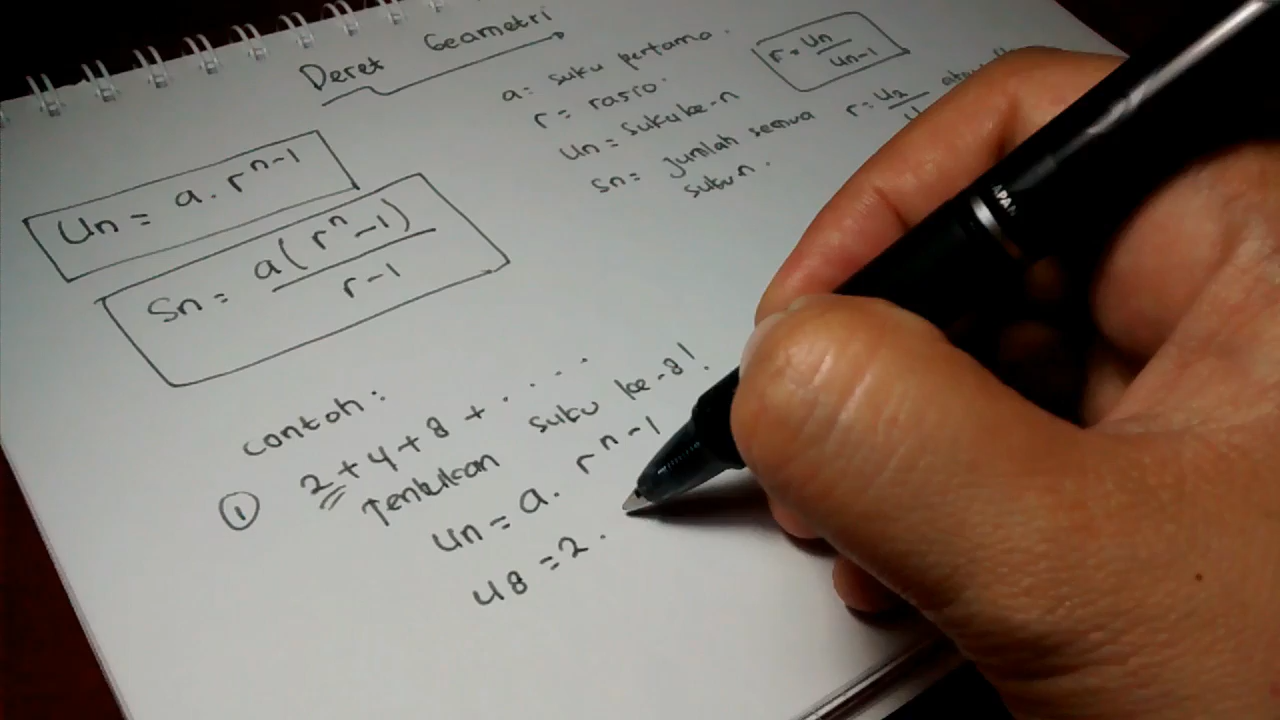 Deret Geometri
Un = a . r^n-1
Sn = a(r^n-1) / r-1
a = suku pertama.
r = rasio.
Un = suku ke-n
Sn = jumlah semua
suku n.
r = Un / Un-1
r = U2
contoh :
① 2 + 4 + 8 + . . . .
Tentukan suku ke-8!
Un = a . r^n-1
U8 = 2 .
APAN